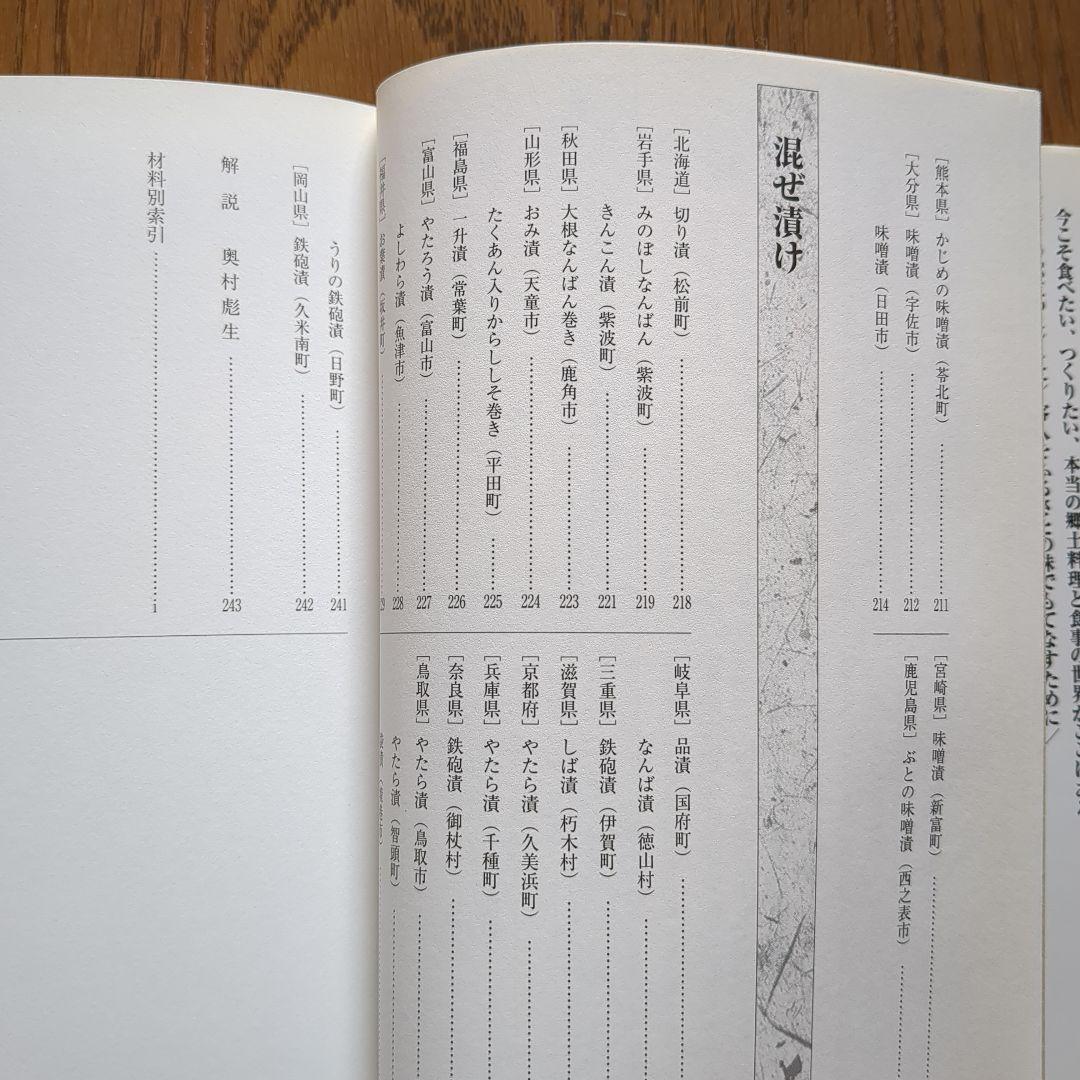 今こそ食べたい、つくりたい、本当の郷土料理と食事の世界が
[熊本県] かじめの味噌漬(苓北町)……211
[大分県] 味噌漬(宇佐市)……212
味噌漬(日田市)……214
[宮崎県] 味噌漬(新富町)……
[鹿児島県] ぶとの味噌漬(西之表市)……
混ぜ漬け
[北海道] 切り漬(松前町)……218
[岩手県] みのぼしなんばん(紫波町)……219
きんこん漬(紫波町)……221
[秋田県] 大根なんばん巻き(鹿角市)……223
[山形県] おみ漬(天童市)……224
たくあん入りからししそ巻き(平田町)……225
[福島県] 一升漬(常葉町)……226
[富山県] やたろう漬(富山市)……227
よしわら漬(魚津市)……228
[福井県] お葉漬(坂井町)……29
[岐阜県] 品漬(国府町)……
なんば漬(徳山村)……
[三重県] 鉄砲漬(伊賀町)……
[滋賀県] しば漬(朽木村)……
[京都府] やたら漬(久美浜町)……
[兵庫県] やたら漬(千種町)……
[奈良県] 鉄砲漬(御杖村)……
[鳥取県] やたら漬(鳥取市)……
やたら漬(智頭町)……
うりの鉄砲漬(日野町)……241
[岡山県] 鉄砲漬(久米南町)……242
解説 奥村彪生……243
材料別索引……i